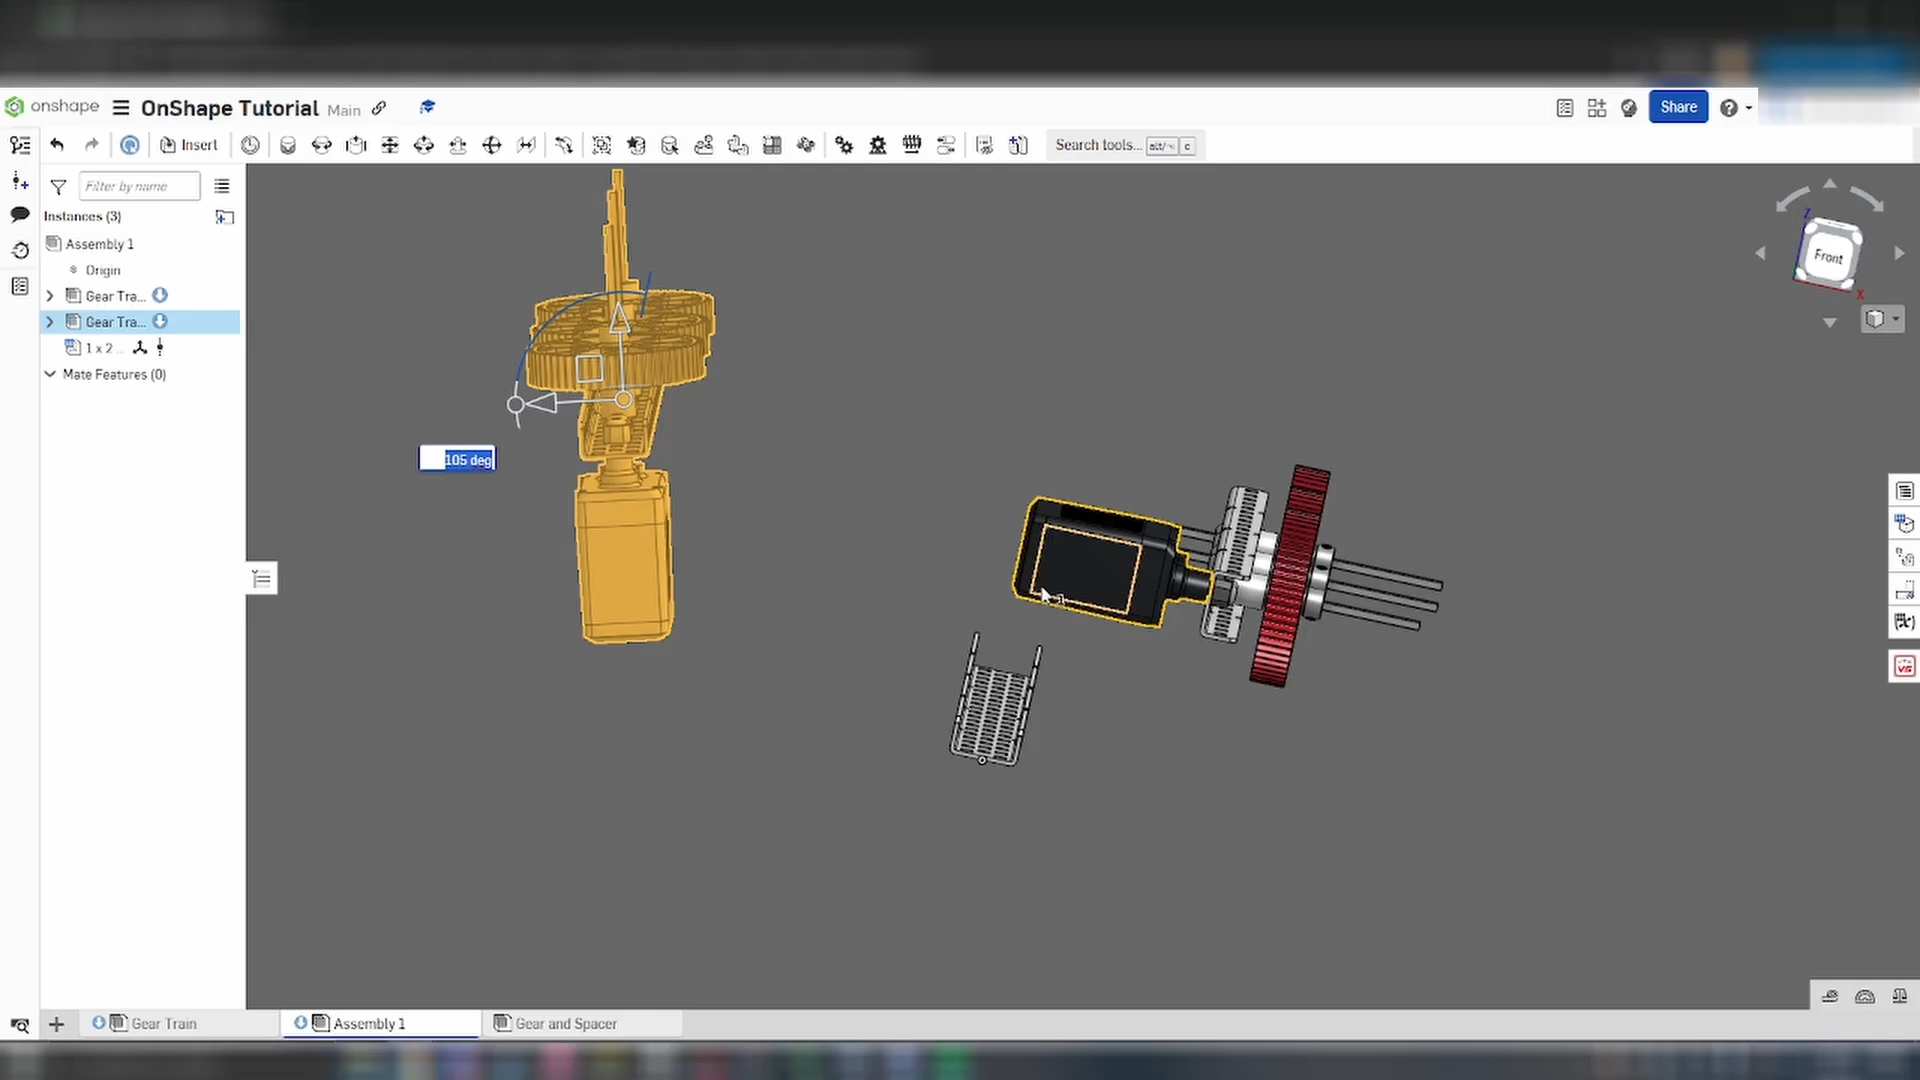 onshape OnShape Tutorial Main Share
Insert Search tools... alt/⌥ c
Filter by name
Instances (3)
Assembly 1
Origin
Gear Tra...
Gear Tra...
1 x 2 ...
Mate Features (0)
Z
Front
X
105 deg
Gear Train Assembly 1 Gear and Spacer